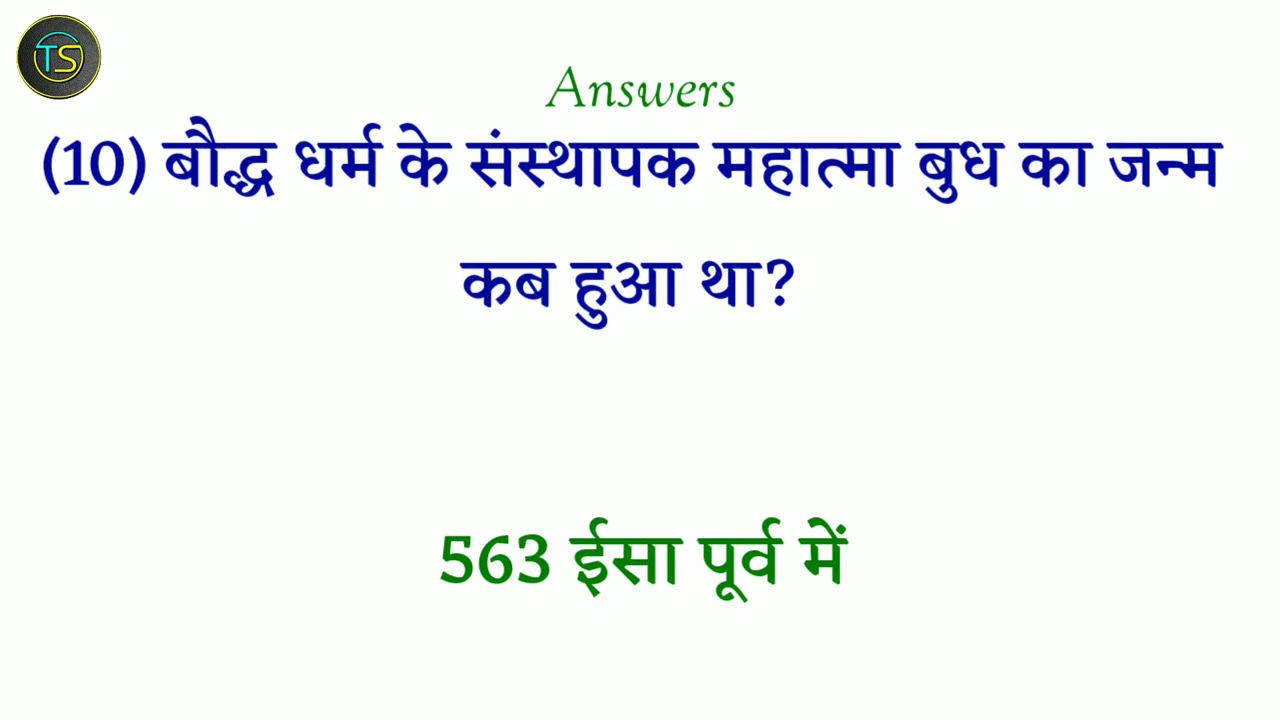 TS
Answers
(10) बौद्ध धर्म के संस्थापक महात्मा बुध का जन्म
कब हुआ था?
563 ईसा पूर्व में